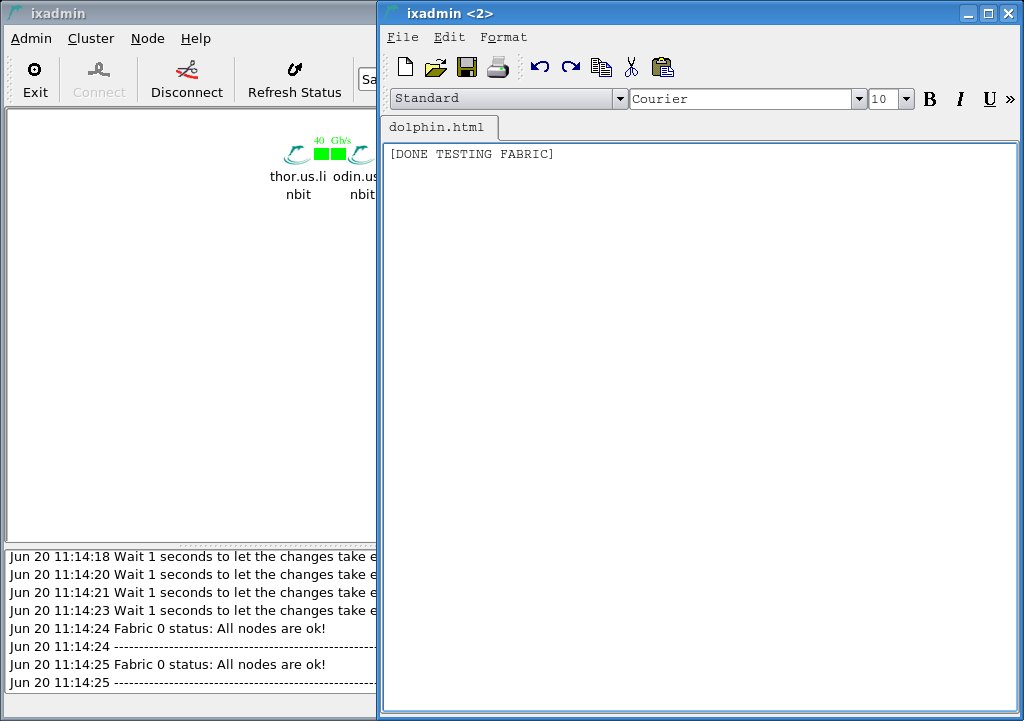 ixadmin
Admin Cluster Node Help
Exit Connect Disconnect Refresh Status Sa
40 Gb/s
thor.us.li odin.us
nbit nbit
Jun 20 11:14:18 Wait 1 seconds to let the changes take e
Jun 20 11:14:20 Wait 1 seconds to let the changes take e
Jun 20 11:14:21 Wait 1 seconds to let the changes take e
Jun 20 11:14:23 Wait 1 seconds to let the changes take e
Jun 20 11:14:24 Fabric 0 status: All nodes are ok!
Jun 20 11:14:24 -----------------------------------------------------
Jun 20 11:14:25 Fabric 0 status: All nodes are ok!
Jun 20 11:14:25 -----------------------------------------------------
ixadmin <2>
File Edit Format
Standard Courier 10 B I U »
dolphin.html
[DONE TESTING FABRIC]